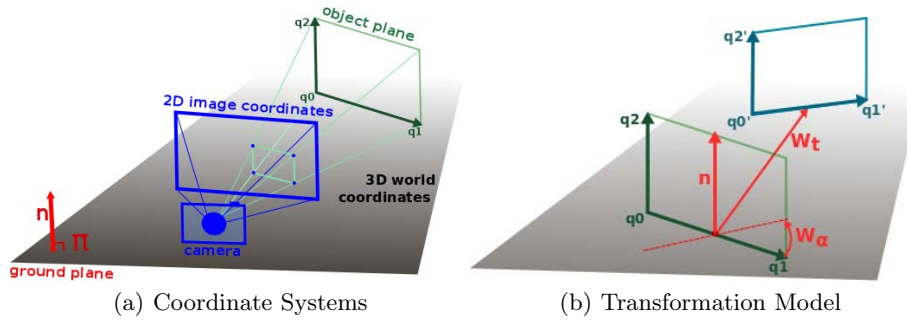 q2
object plane
q0
q1
2D image coordinates
3D world
coordinates
n
π
camera
ground plane
(a) Coordinate Systems
q2'
q0'
q1'
q2
n
Wt
q0
Wα
q1
(b) Transformation Model